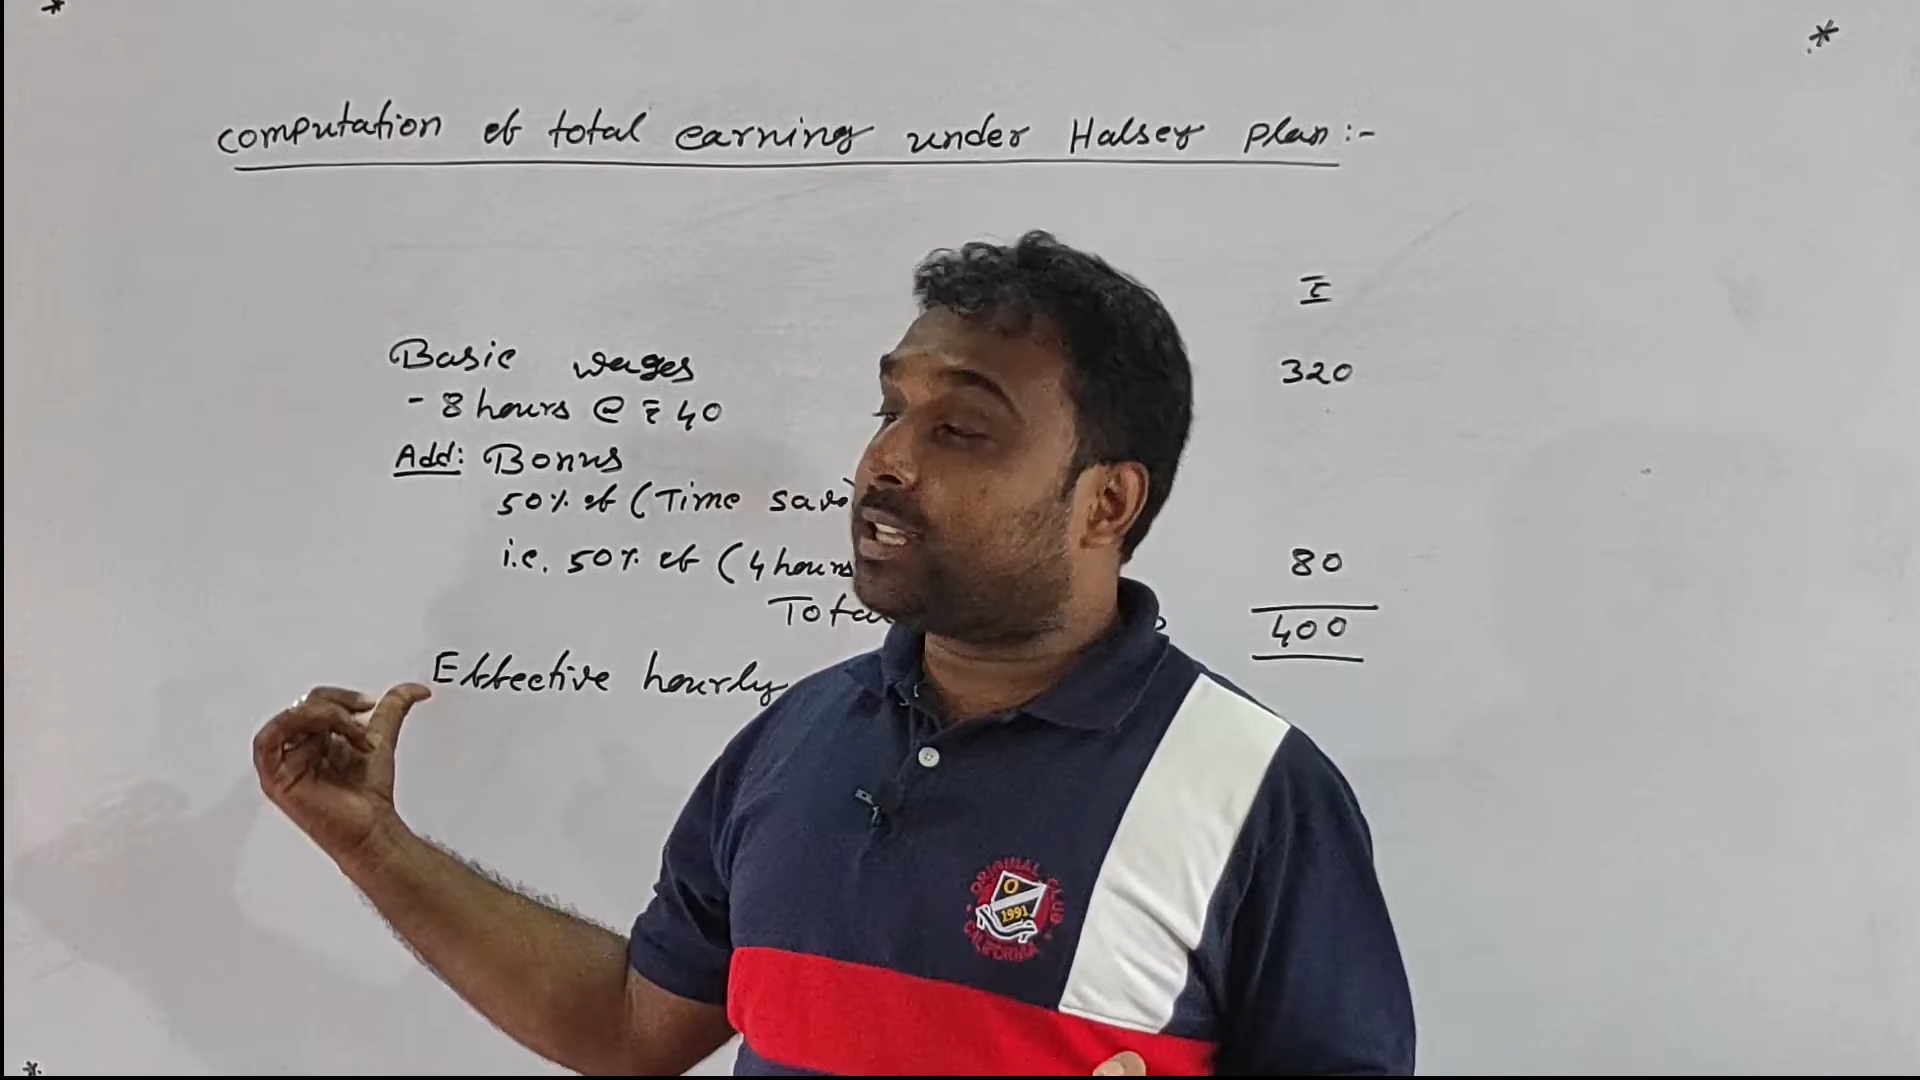 computation of total earning under Halsey plan:-
₹
Basic wages 320
- 8 hours @ ₹ 40
Add: Bonus
50% of (Time
i.e. 50% of (4 hours 80
400
Effective hourly
ORIGINAL CLUB
1991
CALIFORNIA